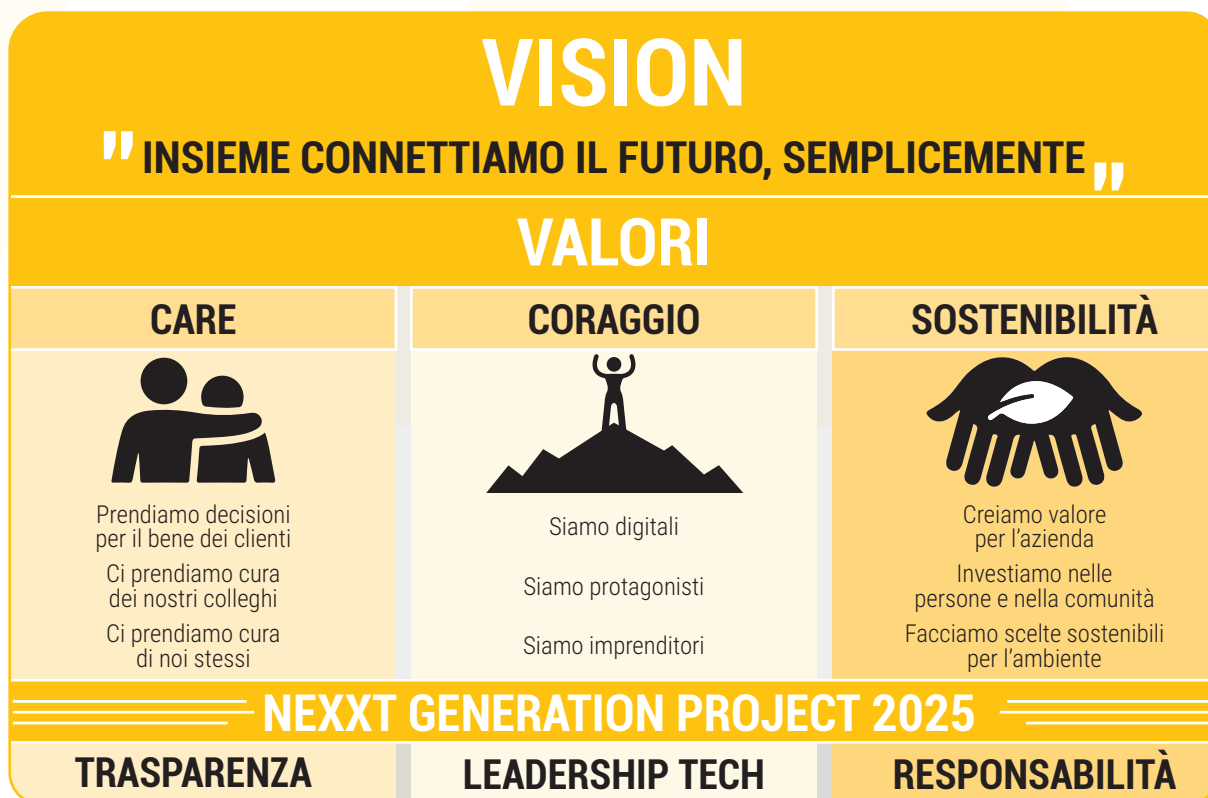 VISION
"INSIEME CONNETTIAMO IL FUTURO, SEMPLICEMENTE"
VALORI
CARE
Prendiamo decisioni
per il bene dei clienti
Ci prendiamo cura
dei nostri colleghi
Ci prendiamo cura
di noi stessi
CORAGGIO
Siamo digitali
Siamo protagonisti
Siamo imprenditori
SOSTENIBILITÀ
Creiamo valore
per l'azienda
Investiamo nelle
persone e nella comunità
Facciamo scelte sostenibili
per l'ambiente
NEXXT GENERATION PROJECT 2025
TRASPARENZA
LEADERSHIP TECH
RESPONSABILITÀ